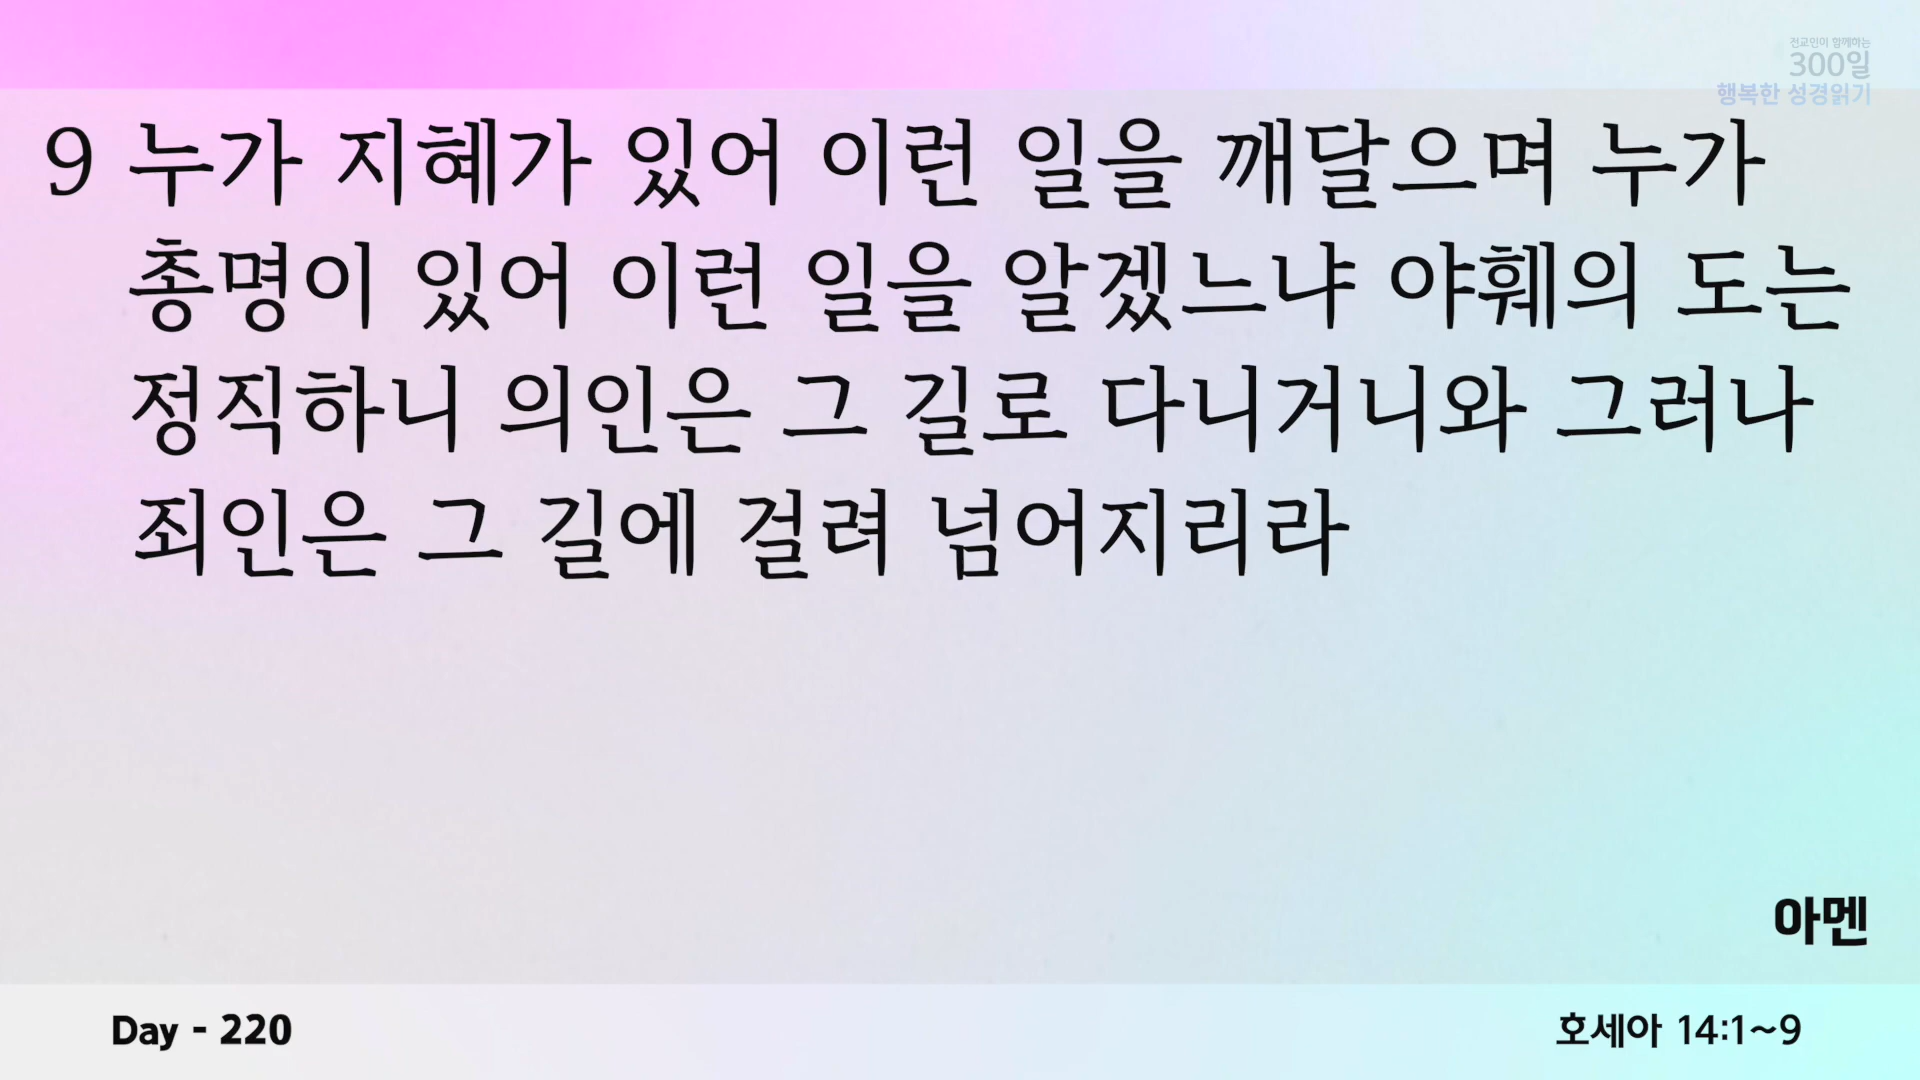 전교인이 함께하는
300일
행복한 성경읽기
9 누가 지혜가 있어 이런 일을 깨달으며 누가
총명이 있어 이런 일을 알겠느냐 야훼의 도는
정직하니 의인은 그 길로 다니거니와 그러나
죄인은 그 길에 걸려 넘어지리라
아멘
Day - 220
호세아 14:1~9